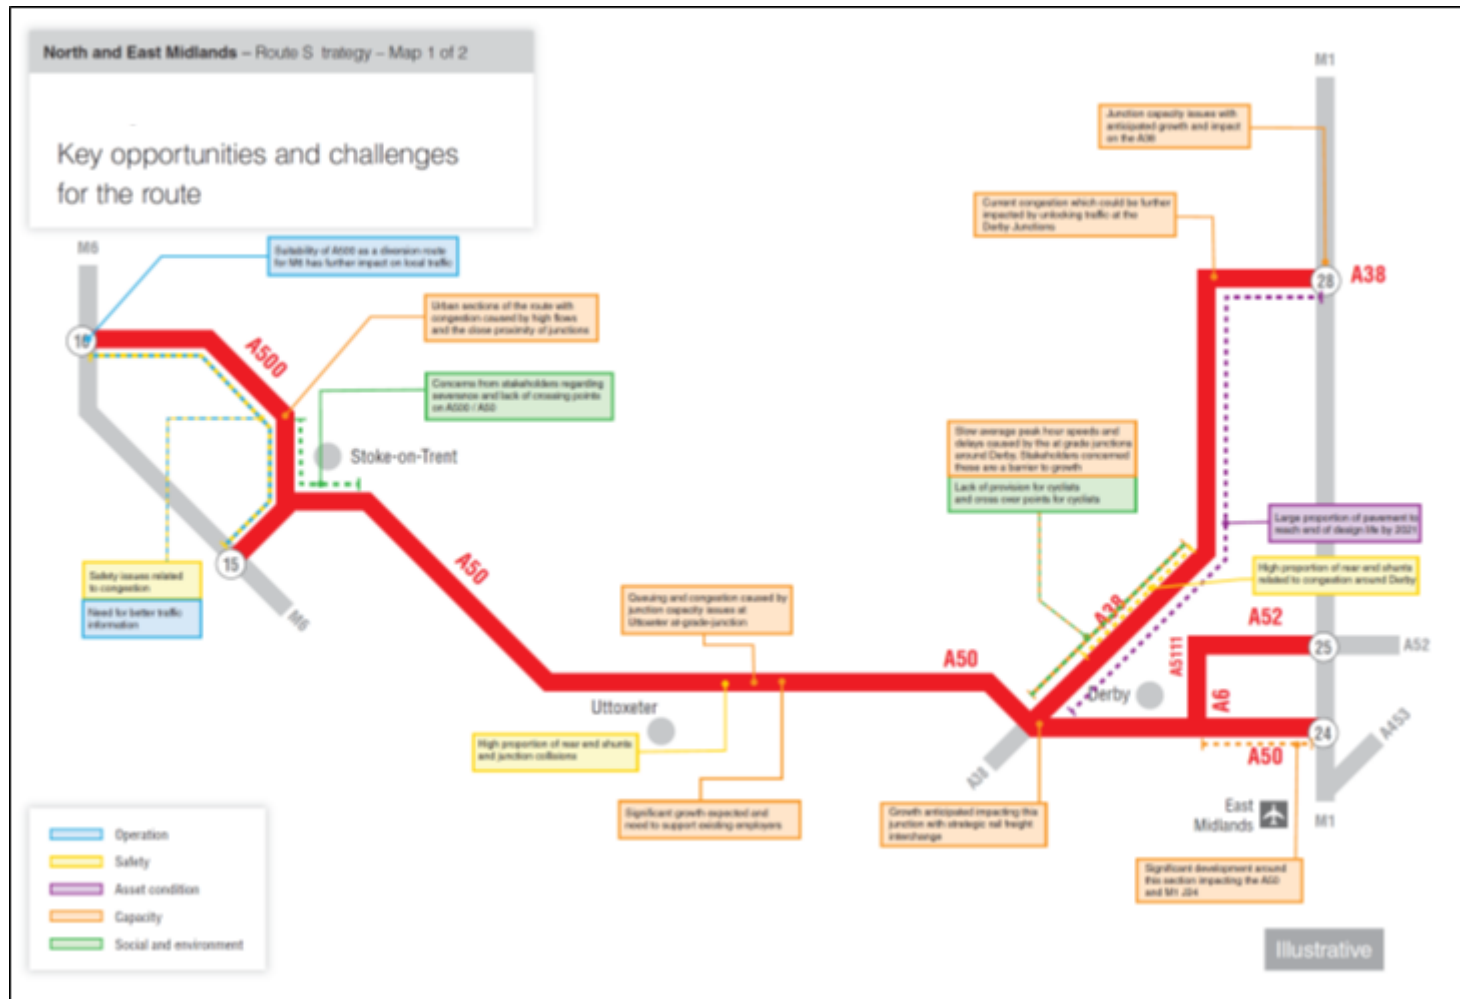 North and East Midlands – Route S trategy – Map 1 of 2
Key opportunities and challenges
for the route
M1
Junction capacity issues with
anticipated growth and impact
on the A38
Current congestion which could be further
impacted by unlocking traffic at the
Derby Junctions
M6
Suitability of A500 as a diversion route
for M6 has further impact on local traffic
28
A38
Urban sections of the route with
congestion caused by high flows
and the close proximity of junctions
16
A500
Concerns from stakeholders regarding
severance and lack of crossing points
on A500 / A50
Stoke-on-Trent
Slow average peak hour speeds and
delays caused by the at grade junctions
around Derby. Stakeholders concerned
these are a barrier to growth
Lack of provision for cyclists
and cross over points for cyclists
Large proportion of pavement to
reach end of design life by 2021
15
A50
Safety issues related
to congestion
Need for better traffic
information
M6
High proportion of rear end shunts
related to congestion around Derby
Queuing and congestion caused by
junction capacity issues at
Uttoxeter at-grade-junction
A38
A52
25
A52
A5111
A50
Derby
A6
Uttoxeter
High proportion of rear end shunts
and junction collisions
24
A453
A50
A38
Significant growth expected and
need to support existing employers
Growth anticipated impacting this
junction with strategic rail freight
interchange
East
Midlands
M1
Significant development around
this section impacting the A50
and M1 J24
Operation
Safety
Asset condition
Capacity
Social and environment
Illustrative